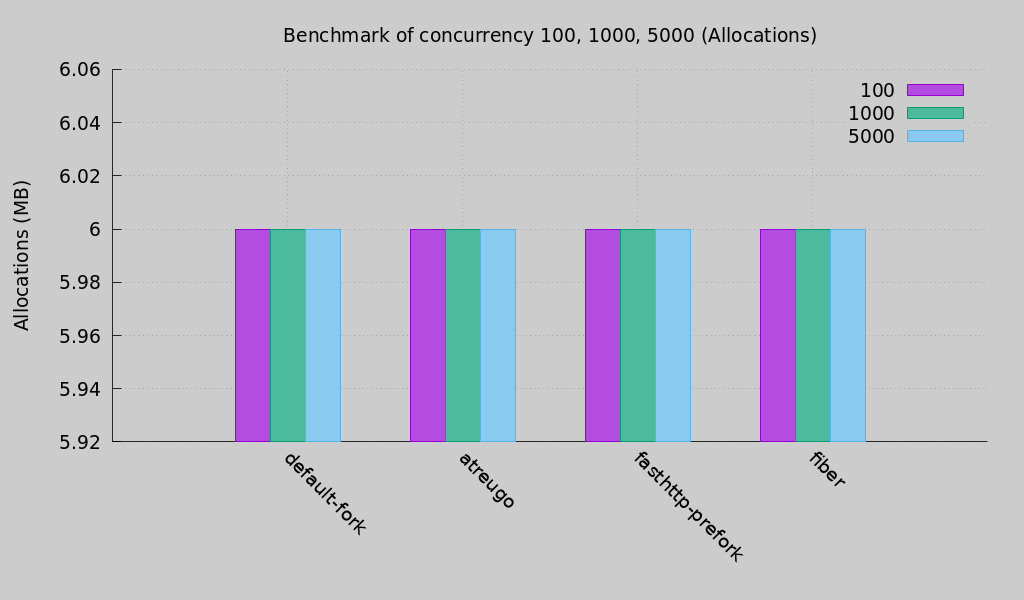 Benchmark of concurrency 100, 1000, 5000 (Allocations)
6.06
6.04
6.02
6
5.98
5.96
5.94
5.92
Allocations (MB)
100
1000
5000
default-fork
atreugo
fasthttp-prefork
fiber